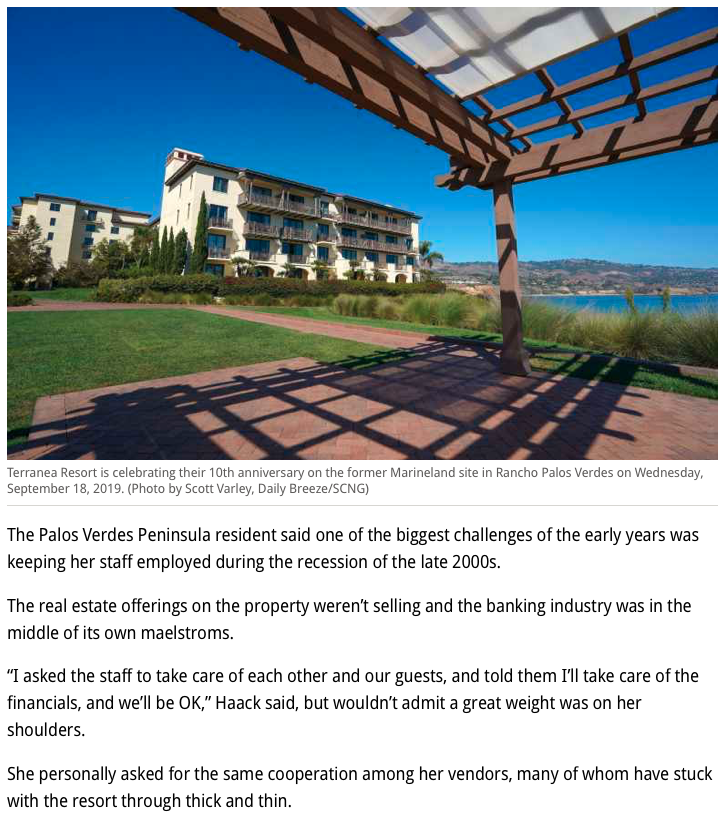 Terranea Resort is celebrating their 10th anniversary on the former Marineland site in Rancho Palos Verdes on Wednesday,
September 18, 2019. (Photo by Scott Varley, Daily Breeze/SCNG)
The Palos Verdes Peninsula resident said one of the biggest challenges of the early years was
keeping her staff employed during the recession of the late 2000s.
The real estate offerings on the property weren’t selling and the banking industry was in the
middle of its own maelstroms.
“I asked the staff to take care of each other and our guests, and told them I’ll take care of the
financials, and we’ll be OK,” Haack said, but wouldn’t admit a great weight was on her
shoulders.
She personally asked for the same cooperation among her vendors, many of whom have stuck
with the resort through thick and thin.